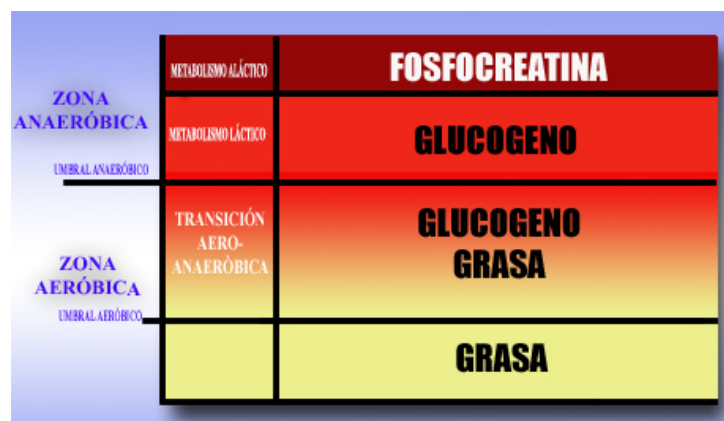 METABOLISMO ALÁCTICO
FOSFOCREATINA
ZONA
ANAERÓBICA
METABOLISMO LÁCTICO
GLUCOGENO
UMBRAL ANAERÓBICO
TRANSICIÓN
AERO-
ANAERÒBICA
GLUCOGENO
GRASA
ZONA
AERÓBICA
UMBRAL AERÓBICO
GRASA